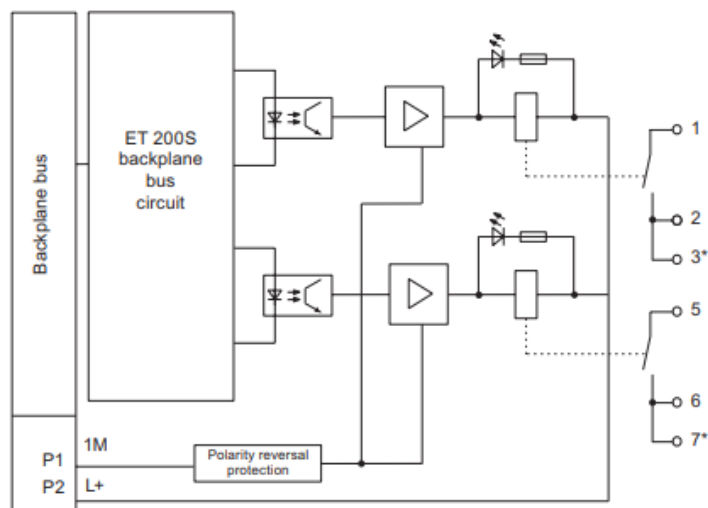 Backplane bus
ET 200S
backplane
bus
circuit
1
2
3*
5
6
7*
1M
P1
Polarity reversal
protection
P2
L+